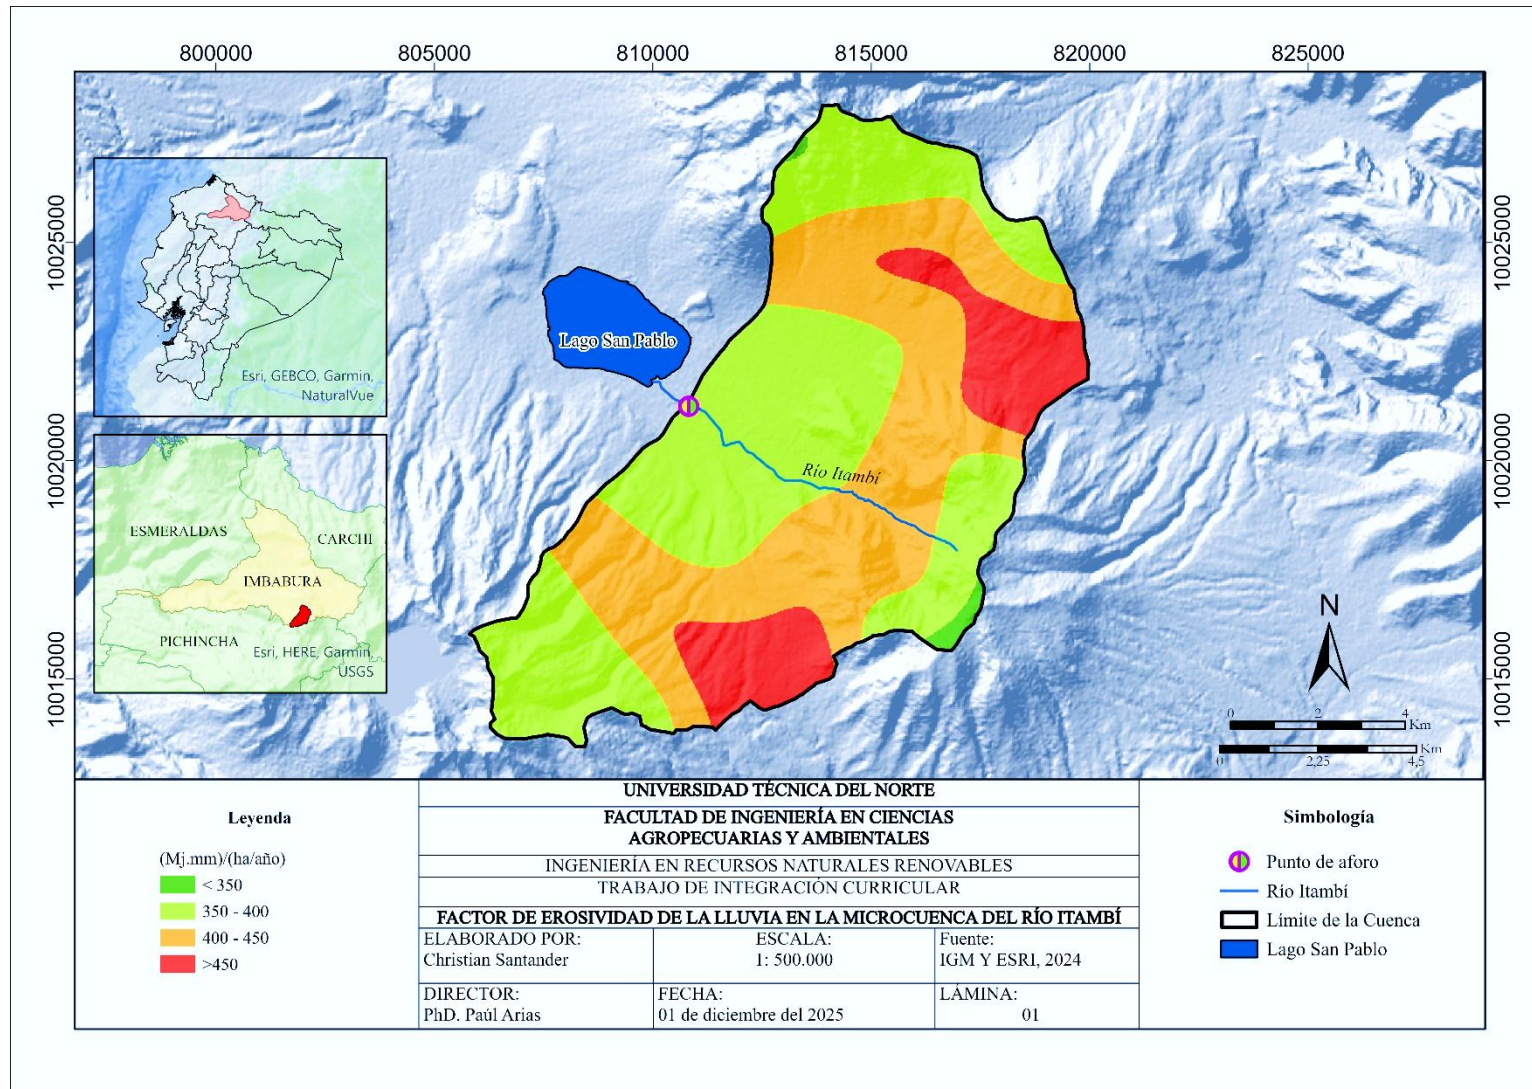 800000 805000 810000 815000 820000 825000
10025000 10025000
10020000 10020000
10015000 10015000
Esri, GEBCO, Garmin,
NaturalVue
ESMERALDAS
CARCHI
IMBABURA
PICHINCHA
Esri, HERE, Garmin,
USGS
Lago San Pablo
Río Itambí
N
0 2 4
Km
Km
0 2,25 4,5
Leyenda
(Mj.mm)/(ha/año)
< 350
350 - 400
400 - 450
>450
UNIVERSIDAD TÉCNICA DEL NORTE
FACULTAD DE INGENIERÍA EN CIENCIAS
AGROPECUARIAS Y AMBIENTALES
INGENIERÍA EN RECURSOS NATURALES RENOVABLES
TRABAJO DE INTEGRACIÓN CURRICULAR
FACTOR DE EROSIVIDAD DE LA LLUVIA EN LA MICROCUENCA DEL RÍO ITAMBÍ
ELABORADO POR:
Christian Santander
ESCALA:
1: 500.000
Fuente:
IGM Y ESRI, 2024
DIRECTOR:
PhD. Paúl Arias
FECHA:
01 de diciembre del 2025
LÁMINA:
01
Simbología
Punto de aforo
Río Itambí
Límite de la Cuenca
Lago San Pablo